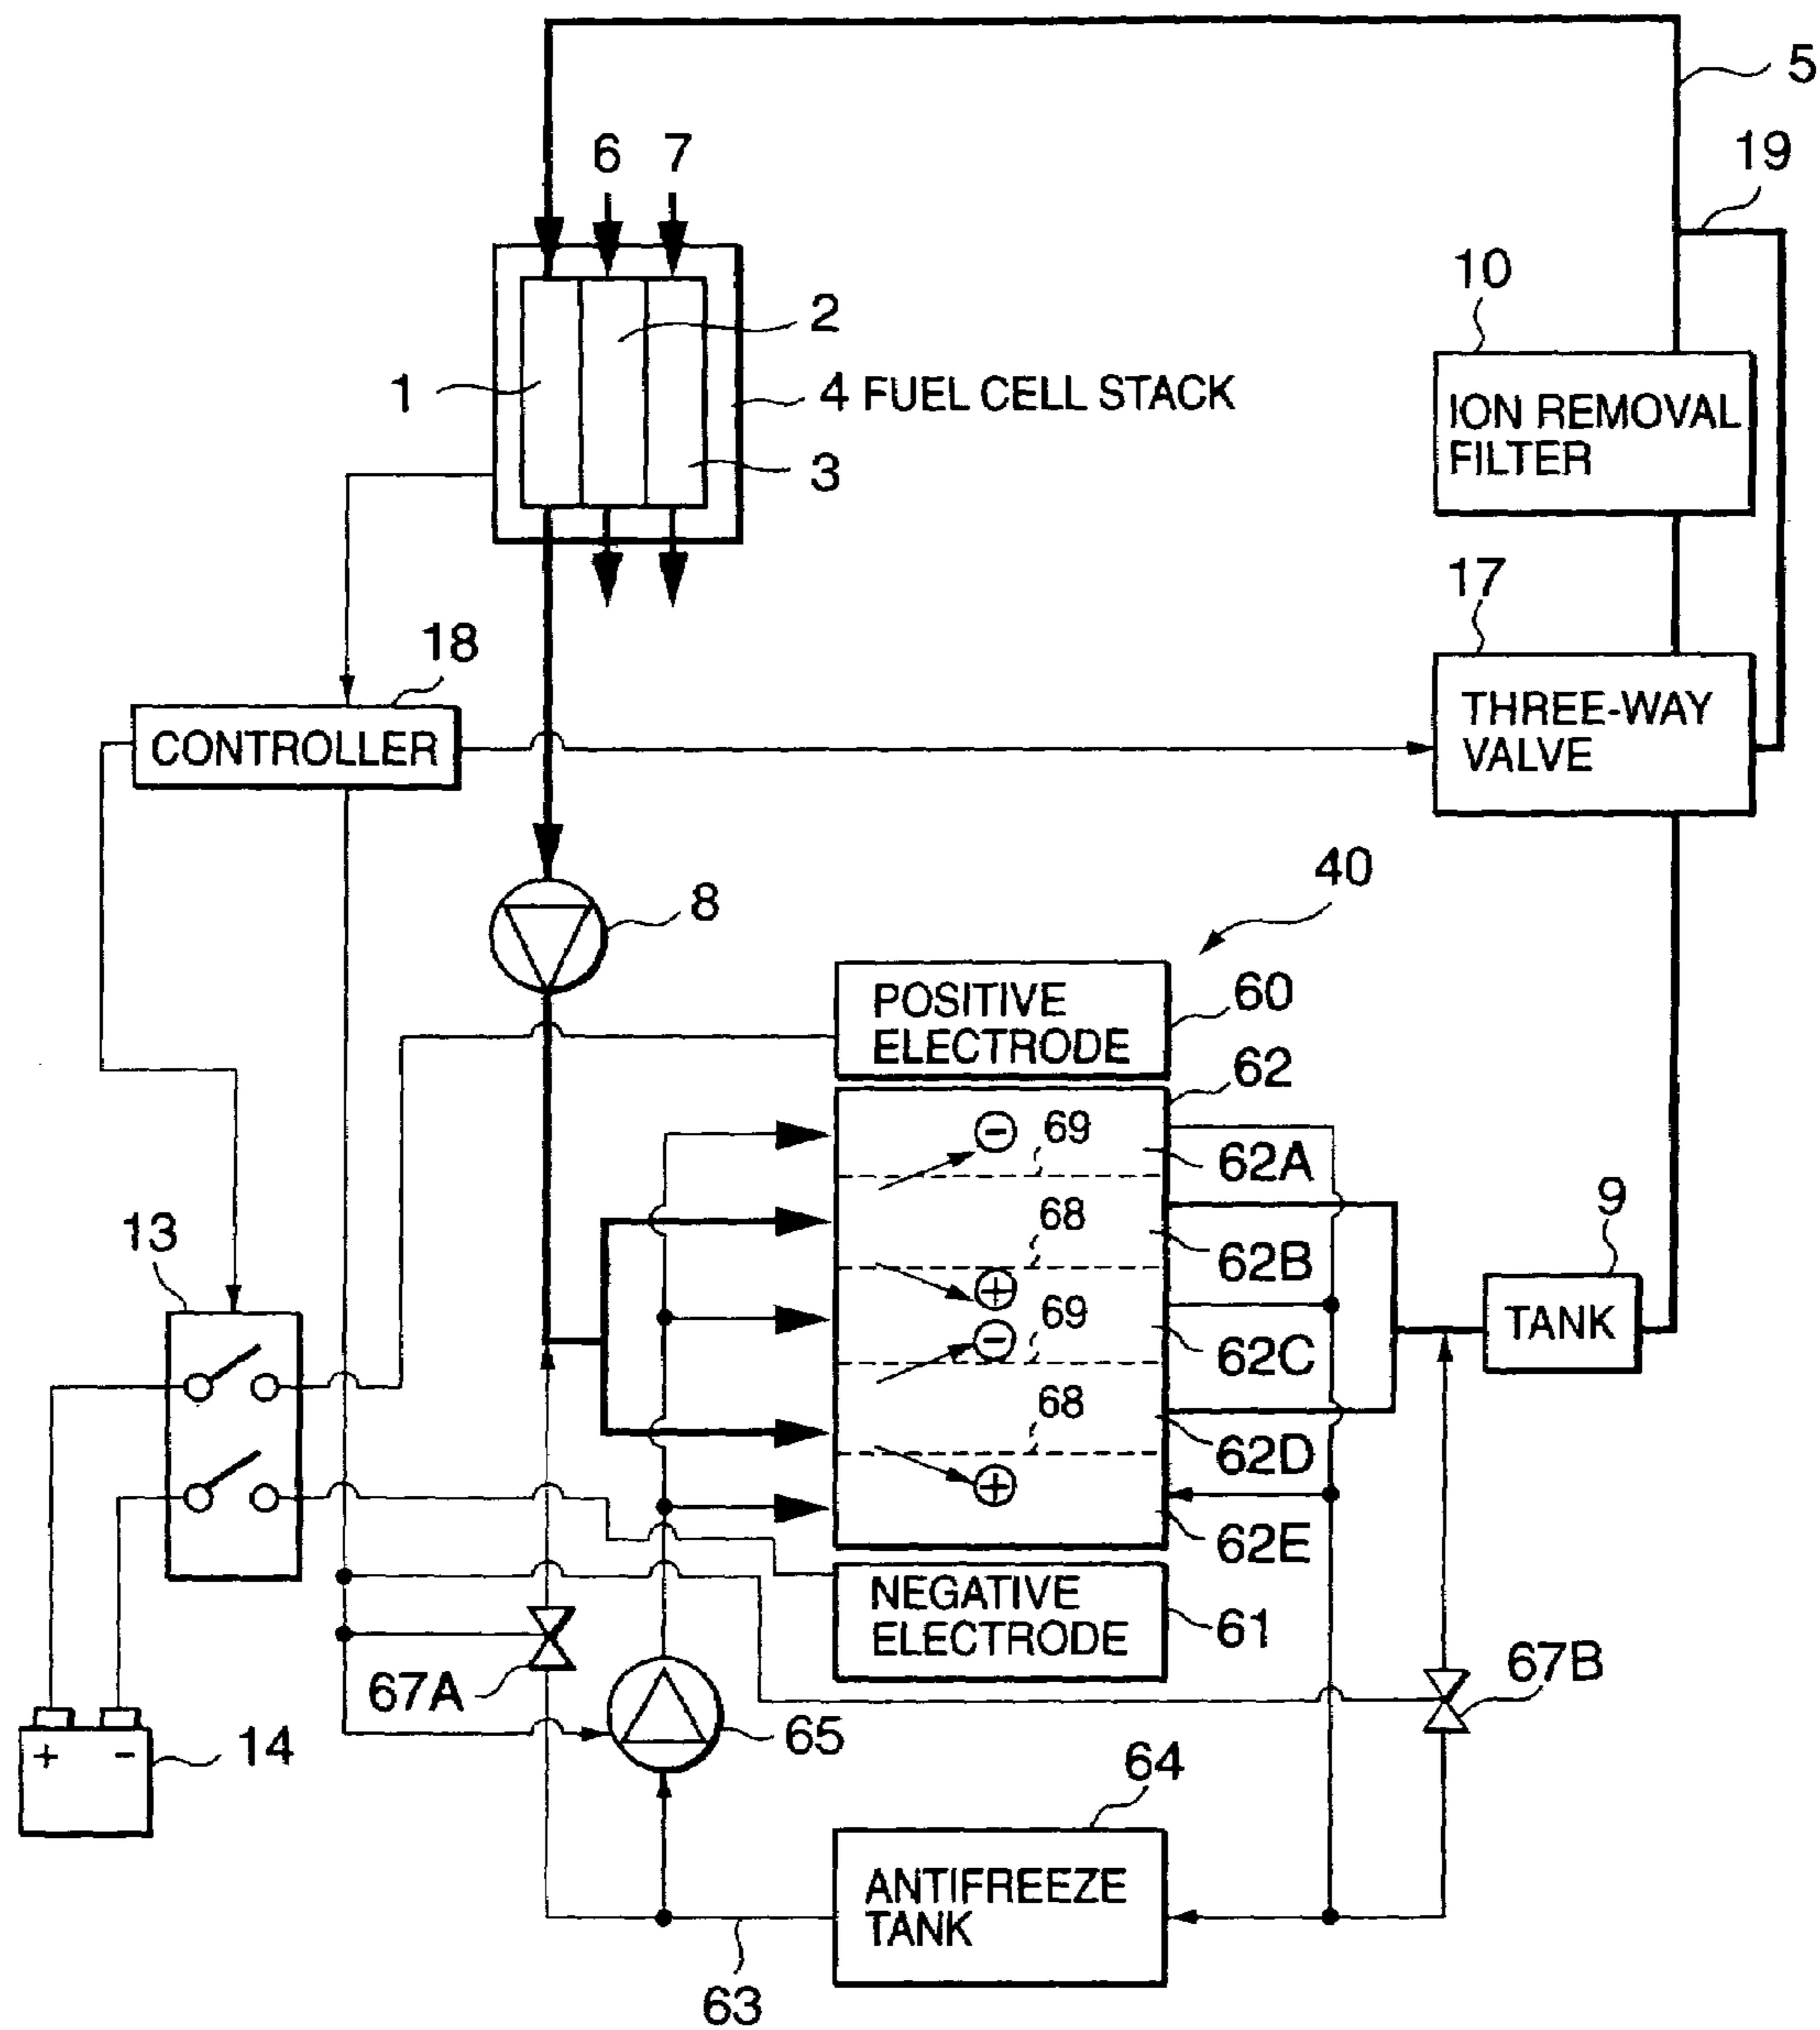 5
6 7
19
10
2
1
4 FUEL CELL STACK
ION REMOVAL
FILTER
3
17
18
THREE-WAY
VALVE
CONTROLLER
40
8
60
POSITIVE
ELECTRODE
62
− 69
62A
9
13
68
62B
+
69
TANK
−
62C
68
62D
+
62E
NEGATIVE
ELECTRODE
61
67A
67B
65
+ −
14
64
ANTIFREEZE
TANK
63